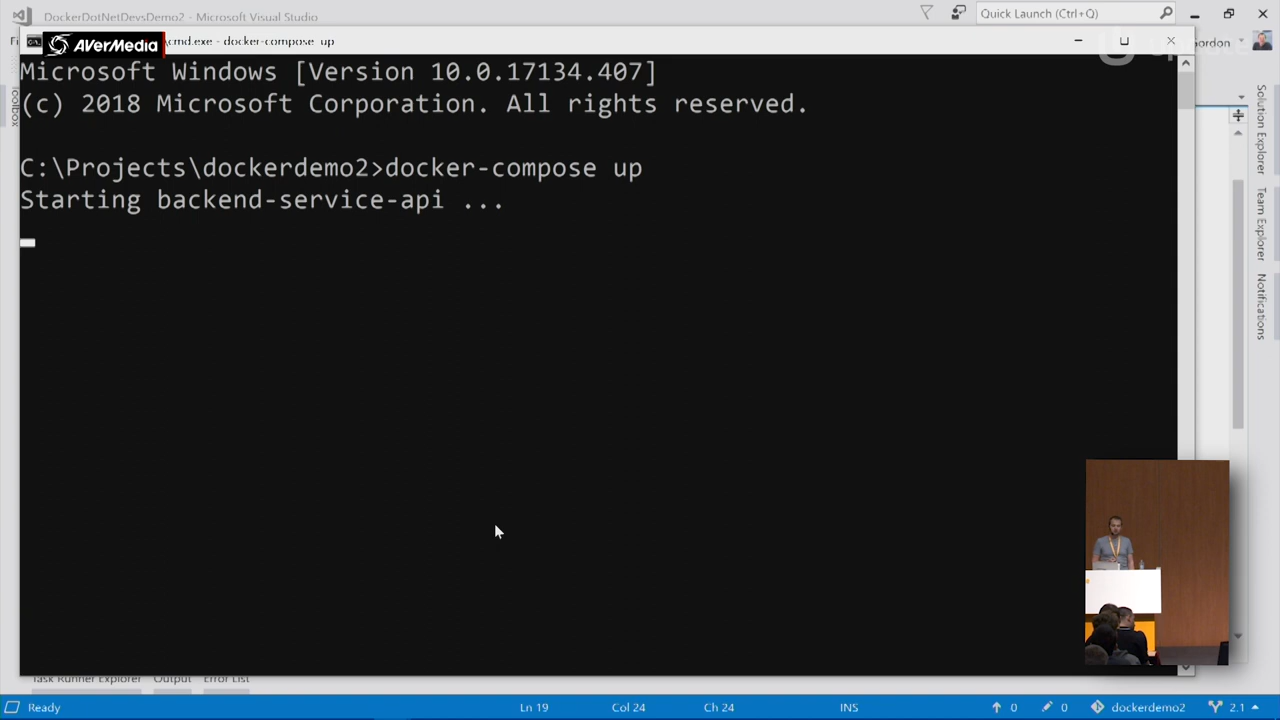 DockerDotNetDevsDemo2 - Microsoft Visual Studio
Quick Launch (Ctrl+Q)
AVerMedia
\cmd.exe - docker-compose up
Gordon
Microsoft Windows [Version 10.0.17134.407]
(c) 2018 Microsoft Corporation. All rights reserved.
C:\Projects\dockerdemo2>docker-compose up
Starting backend-service-api ...
Toolbox
Solution Explorer
Team Explorer
Notifications
Task Runner Explorer
Output
Error List
Ready
Ln 19
Col 24
Ch 24
INS
0
0
dockerdemo2
2.1